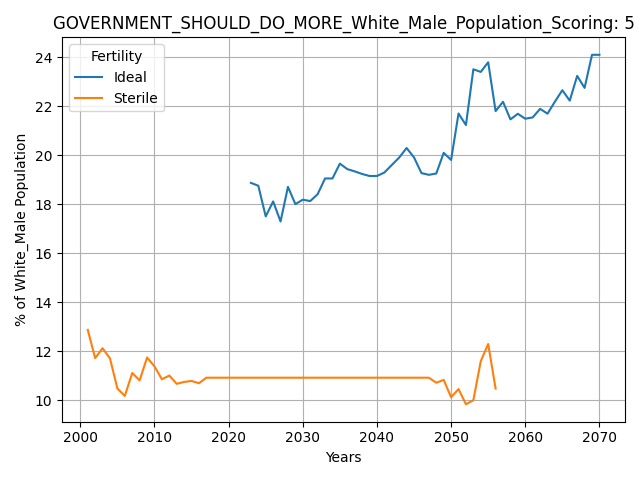 GOVERNMENT_SHOULD_DO_MORE_White_Male_Population_Scoring: 5
Fertility
Ideal
Sterile
% of White_Male Population
24
22
20
18
16
14
12
10
2000 2010 2020 2030 2040 2050 2060 2070
Years